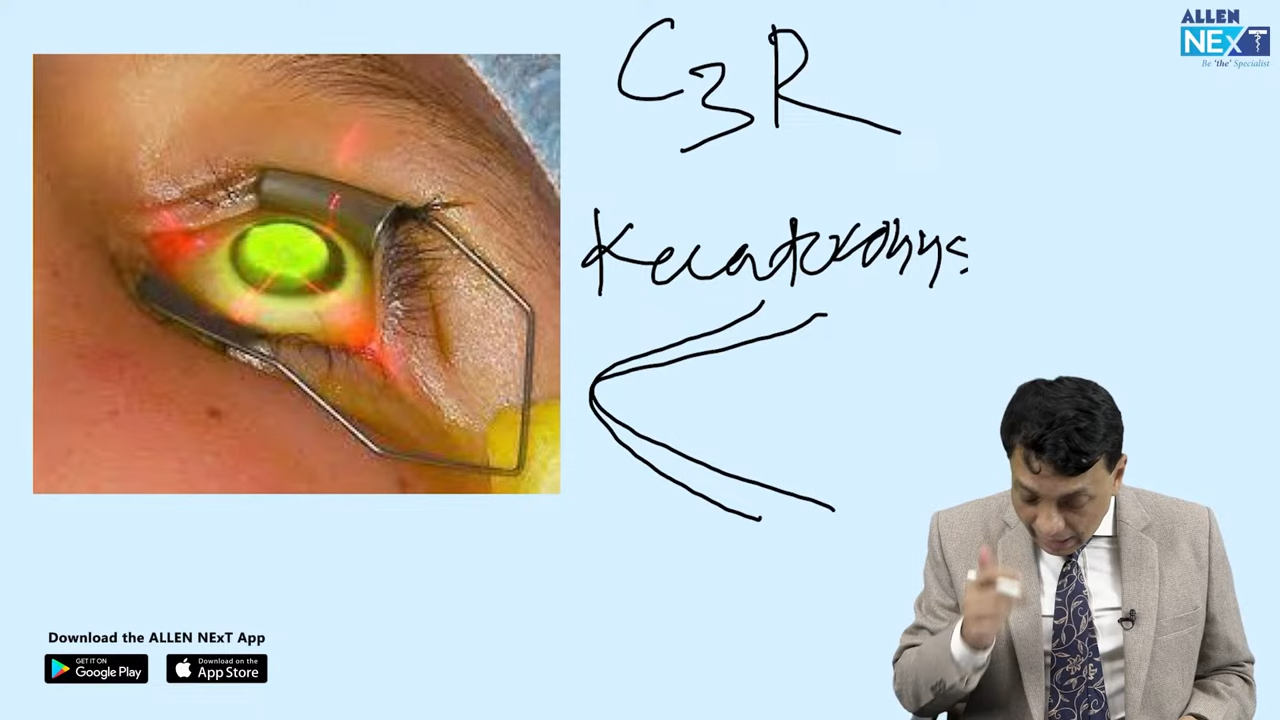 ALLEN
NExT
Be 'the' Specialist
C3R
Download the ALLEN NExT App
GET IT ON
Google Play
Download on the
App Store